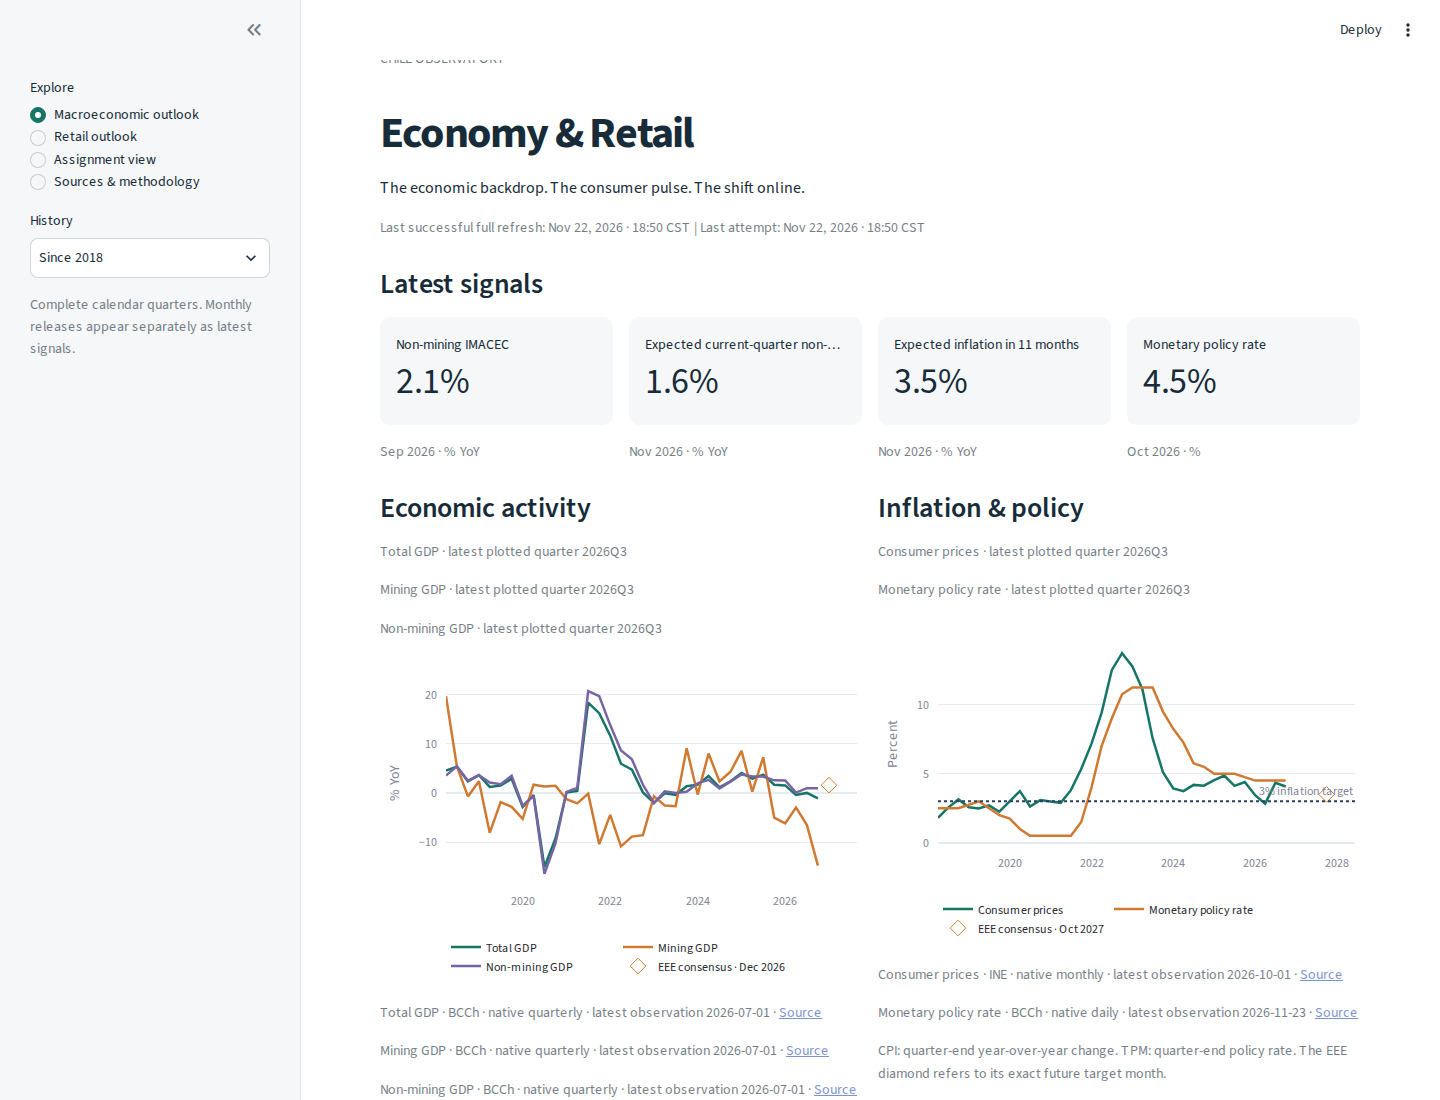 Deploy
Explore
Macroeconomic outlook
Retail outlook
Assignment view
Sources & methodology
History
Since 2018
Complete calendar quarters. Monthly
releases appear separately as latest
signals.
CHILE OBSERVATORY
Economy & Retail
The economic backdrop. The consumer pulse. The shift online.
Last successful full refresh: Nov 22, 2026 · 18:50 CST | Last attempt: Nov 22, 2026 · 18:50 CST
Latest signals
Non-mining IMACEC
2.1%
Sep 2026 · % YoY
Expected current-quarter non-...
1.6%
Nov 2026 · % YoY
Expected inflation in 11 months
3.5%
Nov 2026 · % YoY
Monetary policy rate
4.5%
Oct 2026 · %
Economic activity
Total GDP · latest plotted quarter 2026Q3
Mining GDP · latest plotted quarter 2026Q3
Non-mining GDP · latest plotted quarter 2026Q3
% YoY
20
10
0
−10
2020
2022
2024
2026
Total GDP
Mining GDP
Non-mining GDP
EEE consensus · Dec 2026
Total GDP · BCCh · native quarterly · latest observation 2026-07-01 · Source
Mining GDP · BCCh · native quarterly · latest observation 2026-07-01 · Source
Non-mining GDP · BCCh · native quarterly · latest observation 2026-07-01 · Source
Inflation & policy
Consumer prices · latest plotted quarter 2026Q3
Monetary policy rate · latest plotted quarter 2026Q3
Percent
10
5
0
3% inflation target
2020
2022
2024
2026
2028
Consumer prices
Monetary policy rate
EEE consensus · Oct 2027
Consumer prices · INE · native monthly · latest observation 2026-10-01 · Source
Monetary policy rate · BCCh · native daily · latest observation 2026-11-23 · Source
CPI: quarter-end year-over-year change. TPM: quarter-end policy rate. The EEE
diamond refers to its exact future target month.